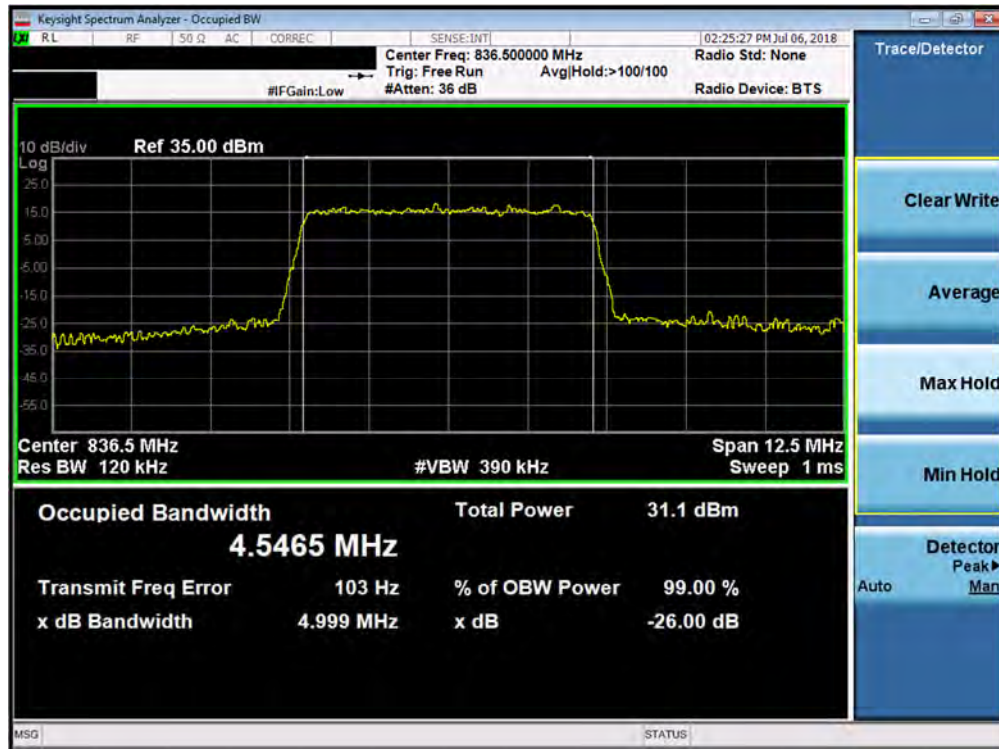 Keysight Spectrum Analyzer - Occupied BW
LXI RL RF 50 Ω AC CORREC SENSE:INT 02:25:27 PM Jul 06, 2018
Center Freq: 836.500000 MHz Radio Std: None
Trig: Free Run Avg|Hold:>100/100
#IFGain:Low #Atten: 36 dB Radio Device: BTS
10 dB/div Ref 35.00 dBm
Log
25.0
15.0
5.00
-5.00
-15.0
-25.0
-35.0
-45.0
-55.0
Center 836.5 MHz Span 12.5 MHz
Res BW 120 kHz #VBW 390 kHz Sweep 1 ms
Occupied Bandwidth Total Power 31.1 dBm
4.5465 MHz
Transmit Freq Error 103 Hz % of OBW Power 99.00 %
x dB Bandwidth 4.999 MHz x dB -26.00 dB
MSG STATUS
Trace/Detector
Clear Write
Average
Max Hold
Min Hold
Detector
Peak
Auto Man